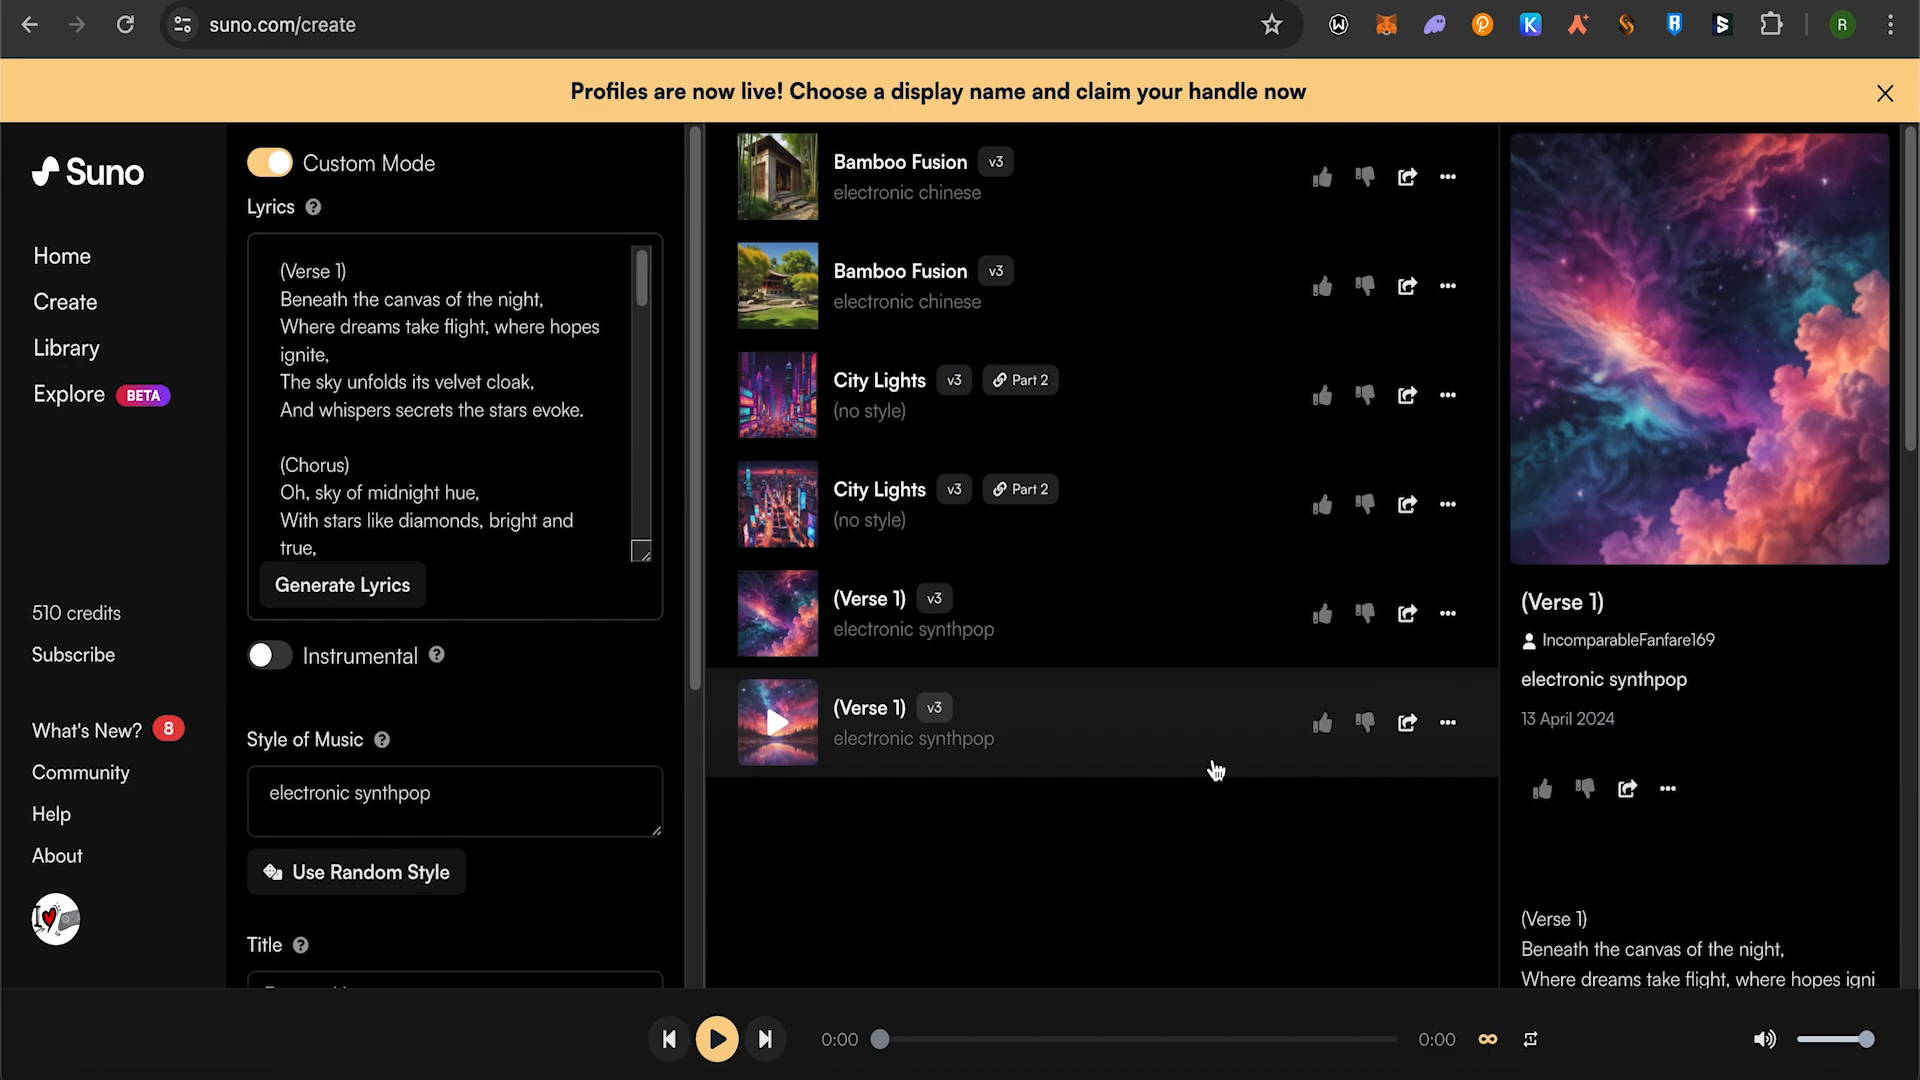 suno.com/create
R
Profiles are now live! Choose a display name and claim your handle now
Suno
Home
Create
Library
Explore BETA
510 credits
Subscribe
What's New? 8
Community
Help
About
Custom Mode
Lyrics
(Verse 1)
Beneath the canvas of the night,
Where dreams take flight, where hopes
ignite,
The sky unfolds its velvet cloak,
And whispers secrets the stars evoke.
(Chorus)
Oh, sky of midnight hue,
With stars like diamonds, bright and
true,
Generate Lyrics
Instrumental
Style of Music
electronic synthpop
Use Random Style
Title
Bamboo Fusion v3
electronic chinese
Bamboo Fusion v3
electronic chinese
City Lights v3 Part 2
(no style)
City Lights v3 Part 2
(no style)
(Verse 1) v3
electronic synthpop
(Verse 1) v3
electronic synthpop
(Verse 1)
IncomparableFanfare169
electronic synthpop
13 April 2024
(Verse 1)
Beneath the canvas of the night,
Where dreams take flight, where hopes igni
0:00
0:00